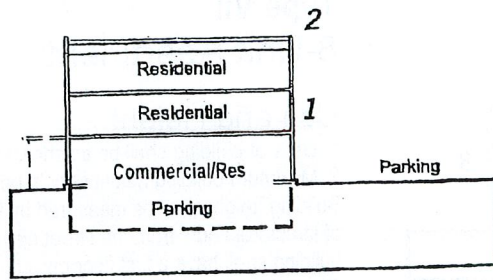 2
Residential
Residential 1
Commercial/Res Parking
Parking